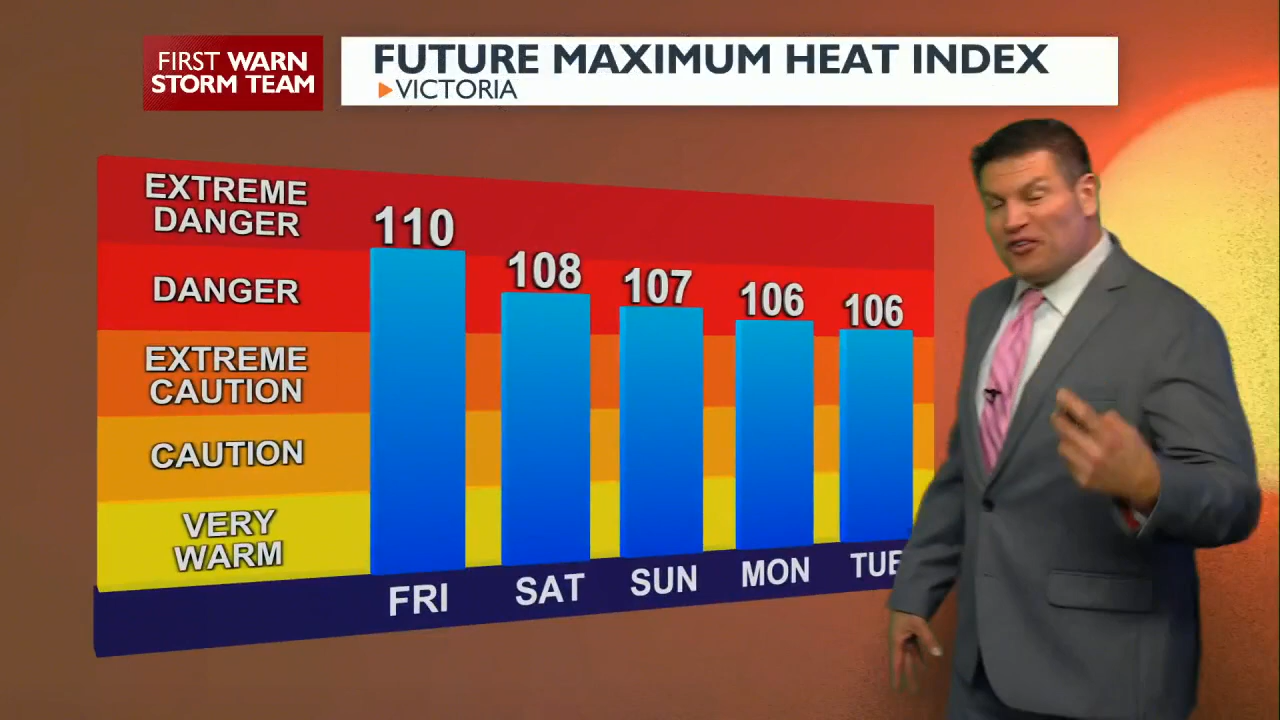 FIRST WARN
STORM TEAM
FUTURE MAXIMUM HEAT INDEX
VICTORIA
EXTREME
DANGER
DANGER
EXTREME
CAUTION
CAUTION
VERY
WARM
110
108
107
106
106
FRI
SAT
SUN
MON
TUE